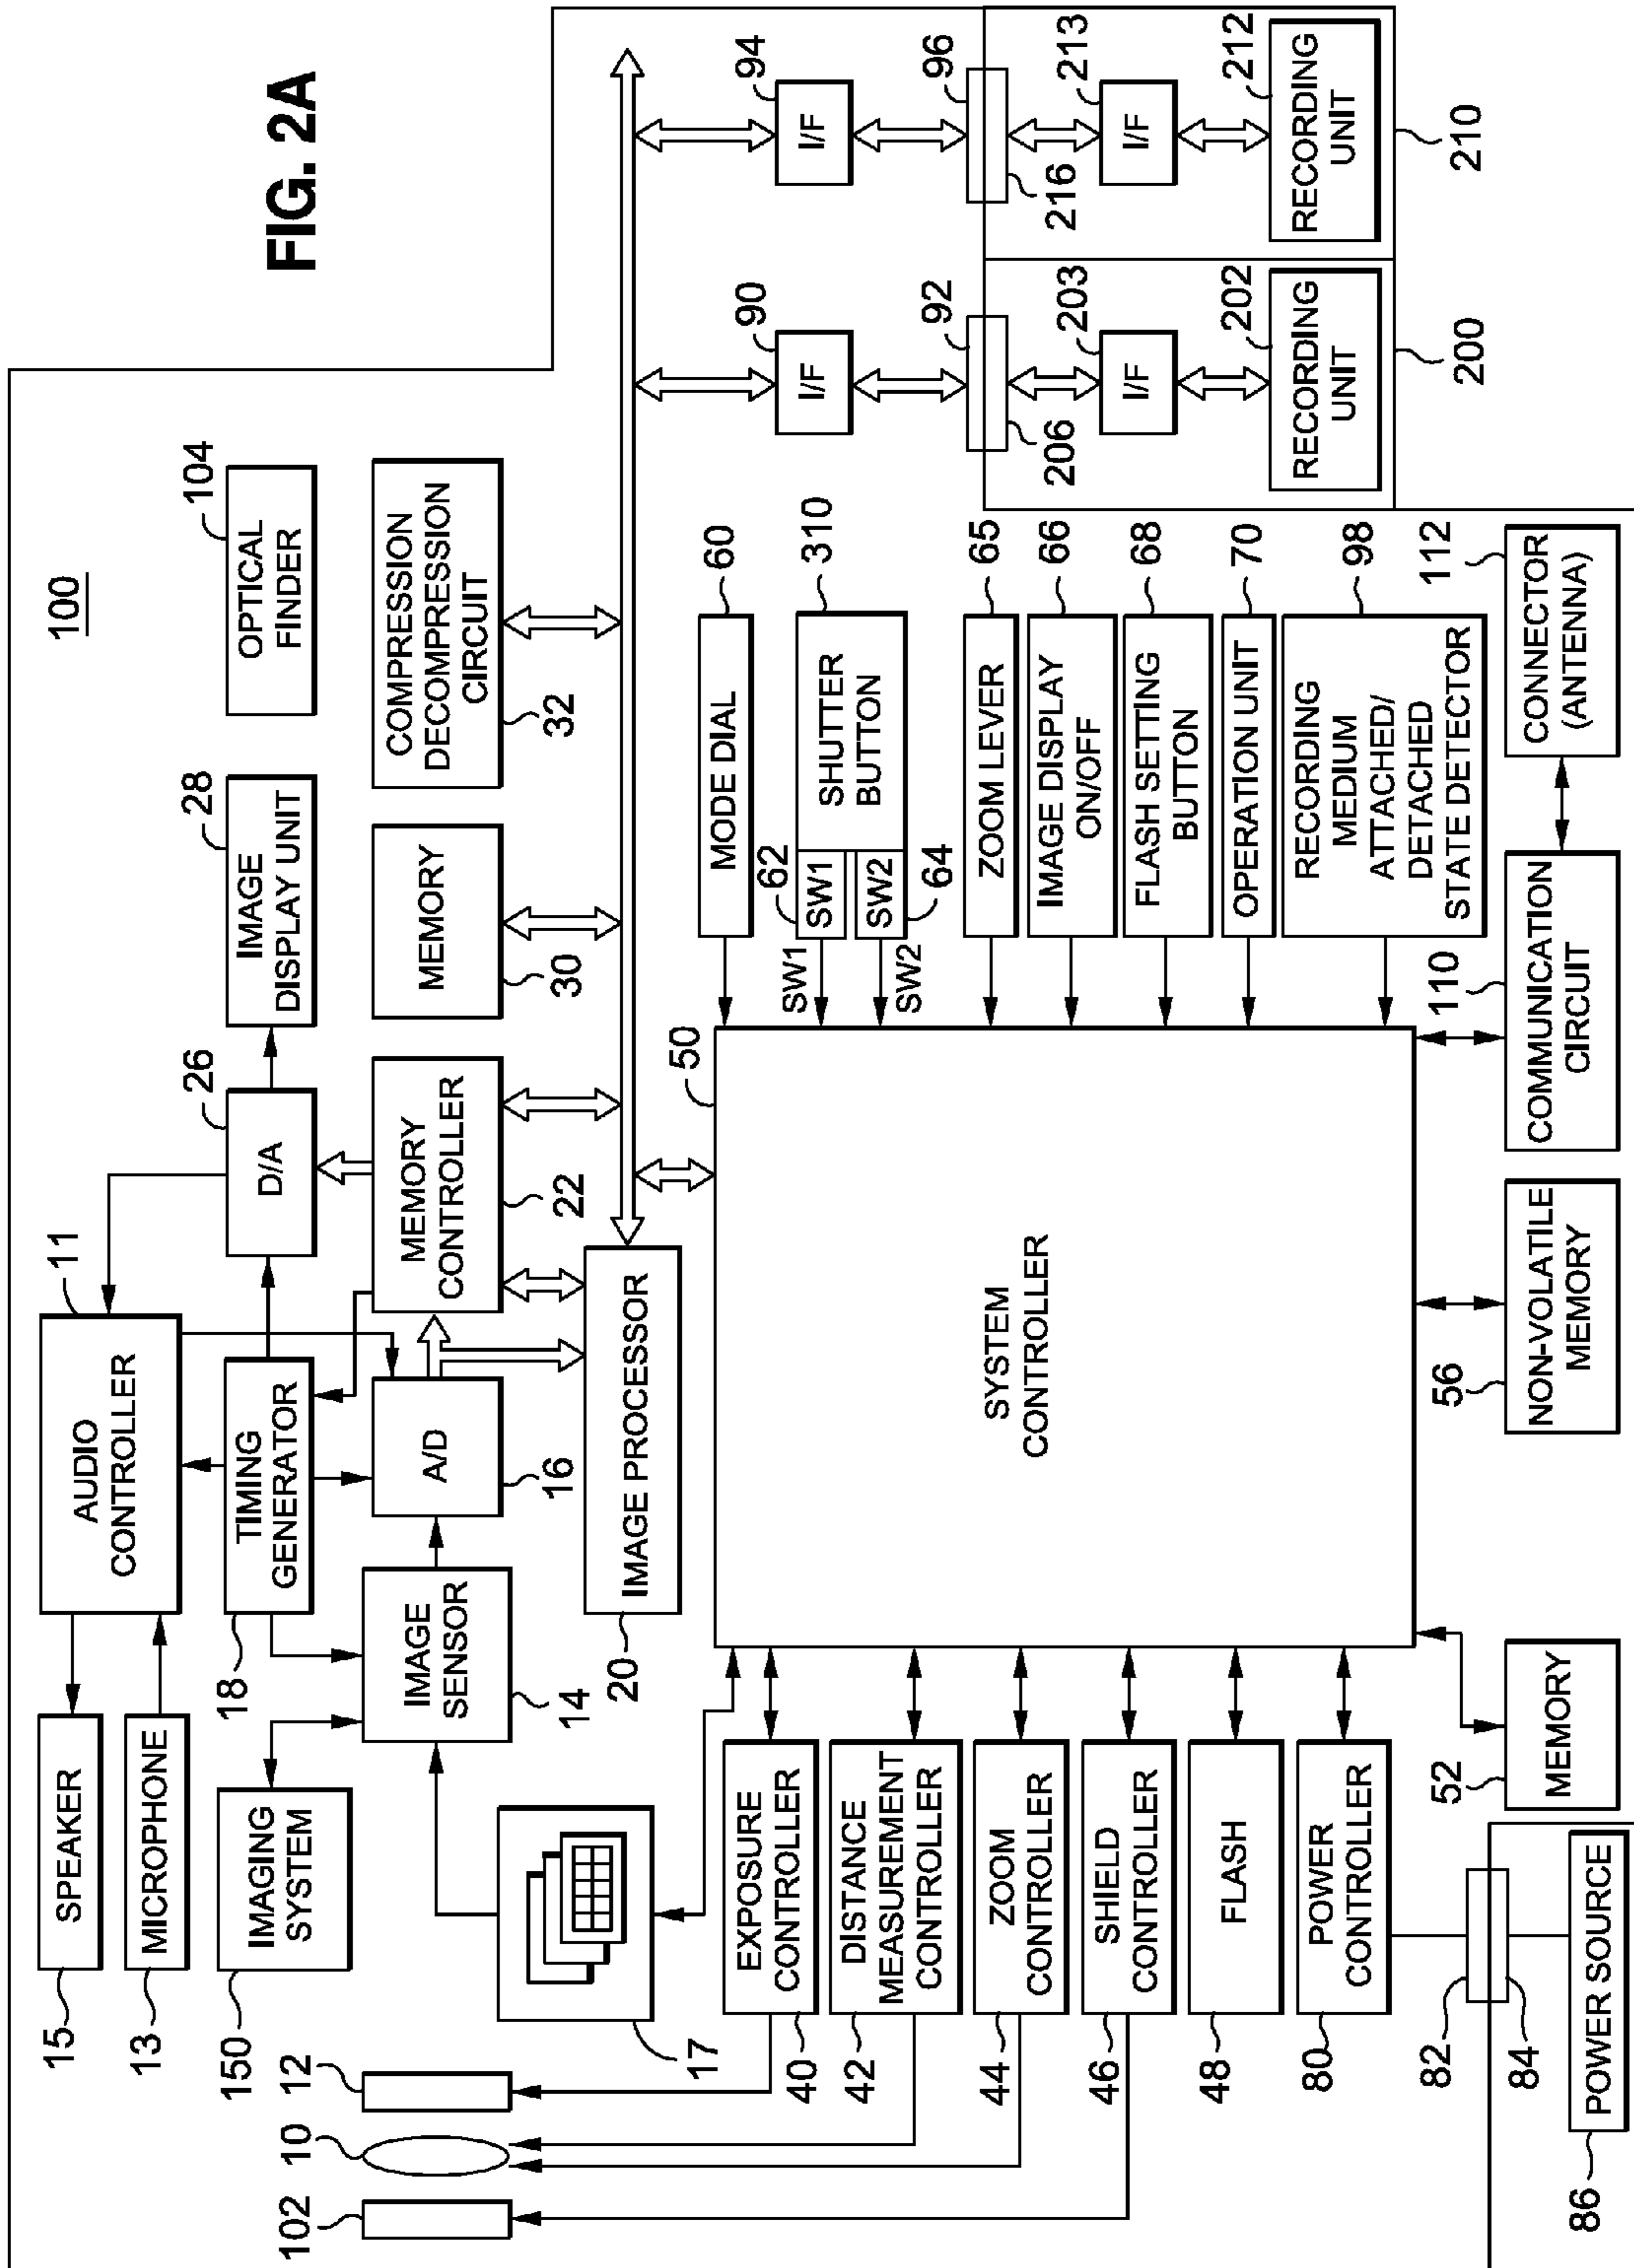 FIG. 2A
100
15
SPEAKER
13
MICROPHONE
11
AUDIO
CONTROLLER
150
IMAGING
SYSTEM
18
TIMING
GENERATOR
26
D/A
28
IMAGE
DISPLAY UNIT
104
OPTICAL
FINDER
102
10
12
14
IMAGE
SENSOR
16
A/D
22
MEMORY
CONTROLLER
30
MEMORY
32
COMPRESSION
DECOMPRESSION
CIRCUIT
17
20
IMAGE PROCESSOR
40
EXPOSURE
CONTROLLER
42
DISTANCE
MEASUREMENT
CONTROLLER
44
ZOOM
CONTROLLER
46
SHIELD
CONTROLLER
48
FLASH
80
POWER
CONTROLLER
82
84
86
POWER SOURCE
50
SYSTEM
CONTROLLER
52
MEMORY
56
NON-VOLATILE
MEMORY
110
COMMUNICATION
CIRCUIT
112
CONNECTOR
(ANTENNA)
60
MODE DIAL
62
SW1
SW1
310
SHUTTER
BUTTON
SW2
SW2
64
65
ZOOM LEVER
66
IMAGE DISPLAY
ON/OFF
68
FLASH SETTING
BUTTON
70
OPERATION UNIT
98
RECORDING
MEDIUM
ATTACHED/
DETACHED
STATE DETECTOR
90
I/F
92
206
203
I/F
202
RECORDING
UNIT
200
94
I/F
96
216
213
I/F
212
RECORDING
UNIT
210